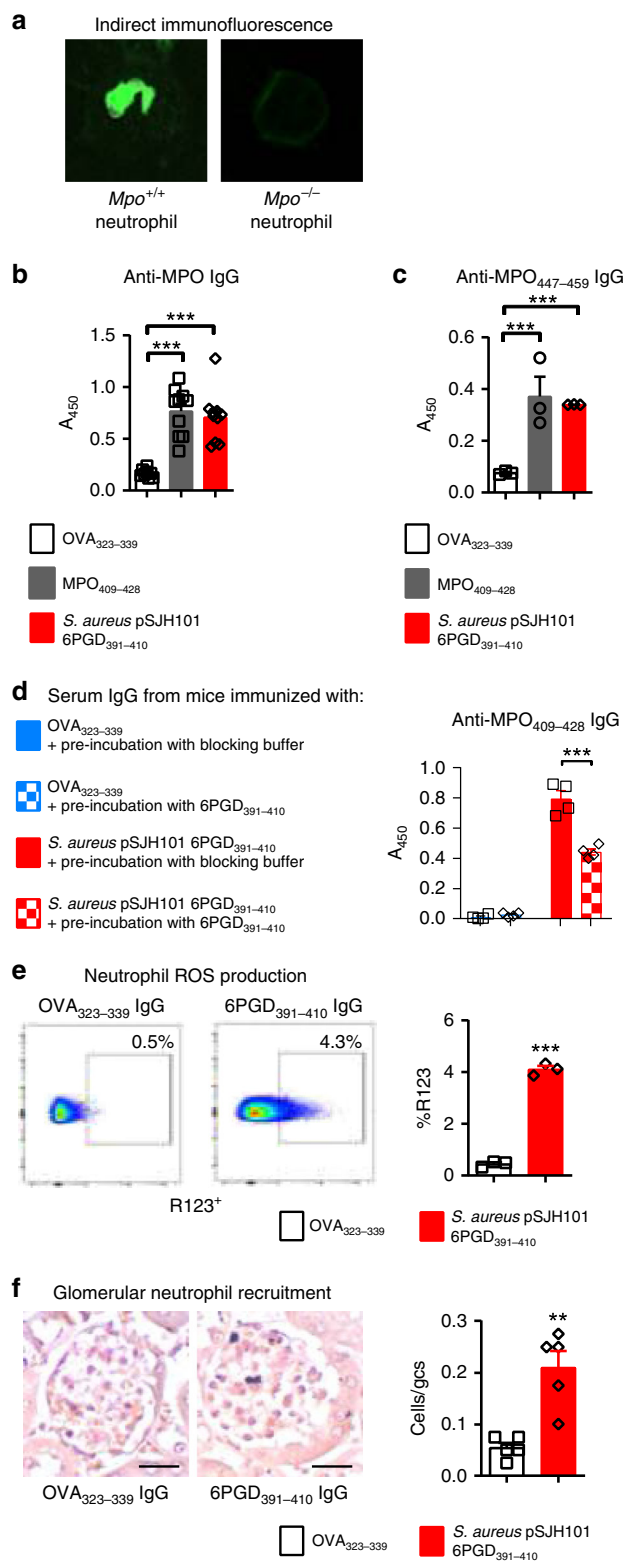 a
Indirect immunofluorescence
Mpo+/+
neutrophil
Mpo−/−
neutrophil
b
Anti-MPO IgG
***
***
A450
1.5
1.0
0.5
0.0
OVA323–339
MPO409–428
S. aureus pSJH101
6PGD391–410
c
Anti-MPO447–459 IgG
***
***
A450
0.6
0.4
0.2
0.0
OVA323–339
MPO409–428
S. aureus pSJH101
6PGD391–410
d
Serum IgG from mice immunized with:
OVA323–339
+ pre-incubation with blocking buffer
OVA323–339
+ pre-incubation with 6PGD391–410
S. aureus pSJH101 6PGD391–410
+ pre-incubation with blocking buffer
S. aureus pSJH101 6PGD391–410
+ pre-incubation with 6PGD391–410
Anti-MPO409–428 IgG
***
A450
1.0
0.8
0.6
0.4
0.2
0.0
e
Neutrophil ROS production
OVA323–339 IgG
6PGD391–410 IgG
0.5%
4.3%
R123+
%R123
***
6
4
2
0
OVA323–339
S. aureus pSJH101
6PGD391–410
f
Glomerular neutrophil recruitment
OVA323–339 IgG
6PGD391–410 IgG
Cells/gcs
**
0.3
0.2
0.1
0.0
OVA323–339
S. aureus pSJH101
6PGD391–410